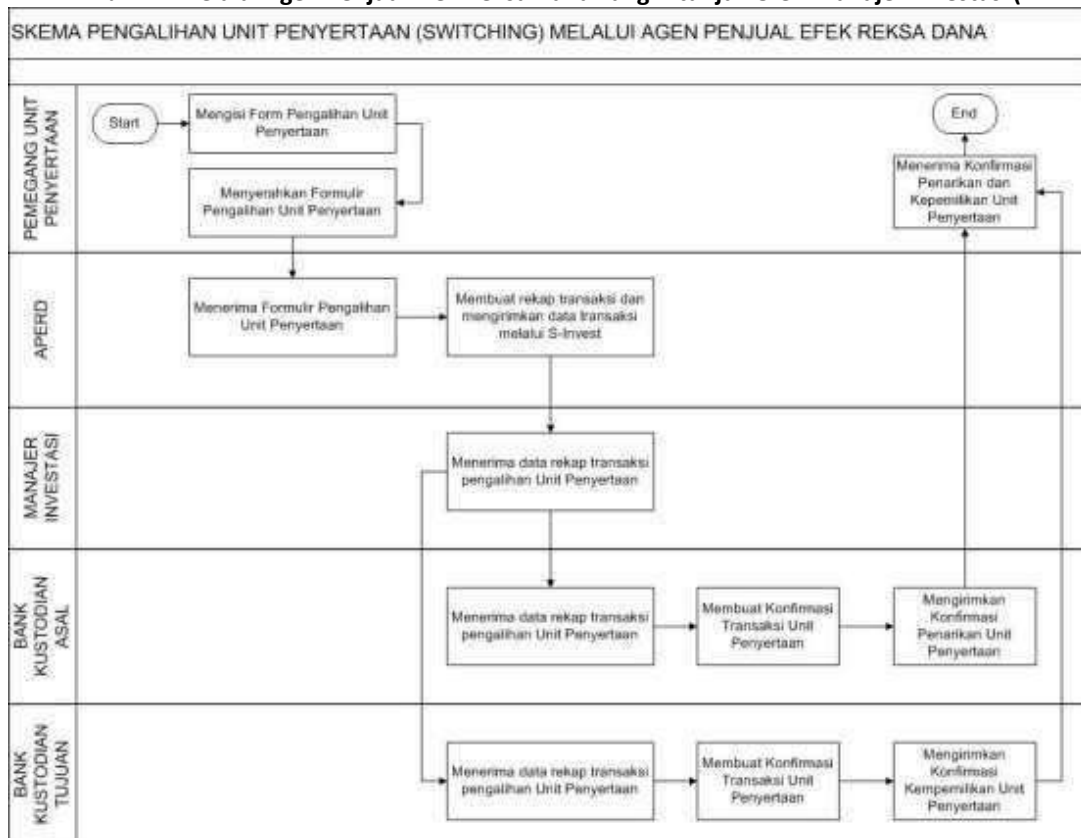 SKEMA PENGALIHAN UNIT PENYERTAAN (SWITCHING) MELALUI AGEN PENJUAL EFEK REKSA DANA
PEMEGANG UNIT
PENYERTAAN
Start
Mengisi Form Pengalihan Unit
Penyertaan
Menyerahkan Formulir
Pengalihan Unit Penyertaan
End
Menerima Konfirmasi
Penarikan dan
Kepemilikan Unit
Penyertaan
APERD
Menerima Formulir Pengalihan
Unit Penyertaan
Membuat rekap transaksi dan
mengirimkan data transaksi
melalui S-Invest
MANAJER
INVESTASI
Menerima data rekap transaksi
pengalihan Unit Penyertaan
BANK
KUSTODIAN
ASAL
Menerima data rekap transaksi
pengalihan Unit Penyertaan
Membuat Konfirmasi
Transaksi Unit
Penyertaan
Mengirimkan
Konfirmasi
Penarikan Unit
Penyertaan
BANK
KUSTODIAN
TUJUAN
Menerima data rekap transaksi
pengalihan Unit Penyertaan
Membuat Konfirmasi
Transaksi Unit
Penyertaan
Mengirimkan
Konfirmasi
Kempemilikan Unit
Penyertaan